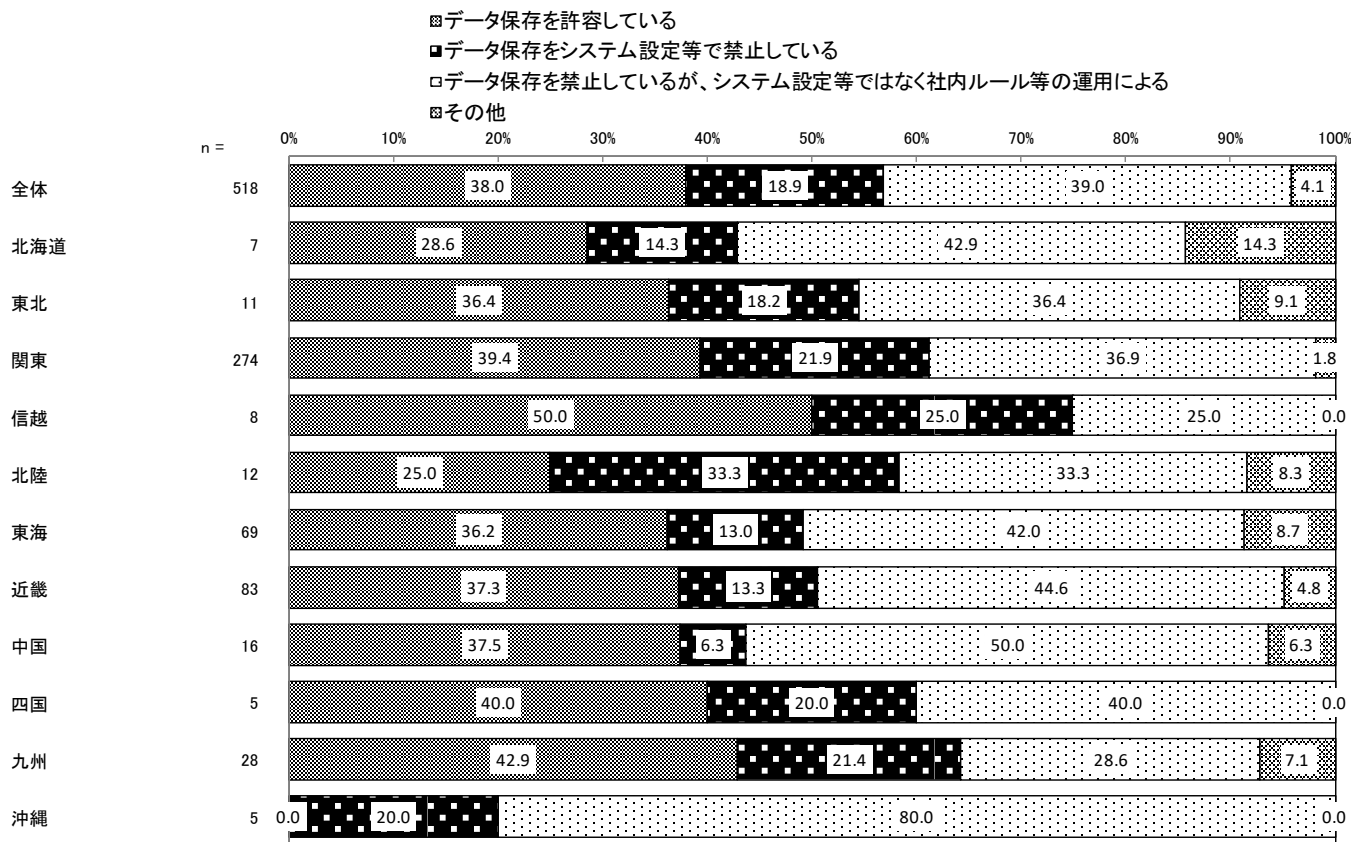 データ保存を許容している
データ保存をシステム設定等で禁止している
データ保存を禁止しているが、システム設定等ではなく社内ルール等の運用による
その他
n = 0% 10% 20% 30% 40% 50% 60% 70% 80% 90% 100%
全体 518 38.0 18.9 39.0 4.1
北海道 7 28.6 14.3 42.9 14.3
東北 11 36.4 18.2 36.4 9.1
関東 274 39.4 21.9 36.9 1.8
信越 8 50.0 25.0 25.0 0.0
北陸 12 25.0 33.3 33.3 8.3
東海 69 36.2 13.0 42.0 8.7
近畿 83 37.3 13.3 44.6 4.8
中国 16 37.5 6.3 50.0 6.3
四国 5 40.0 20.0 40.0 0.0
九州 28 42.9 21.4 28.6 7.1
沖縄 5 0.0 20.0 80.0 0.0